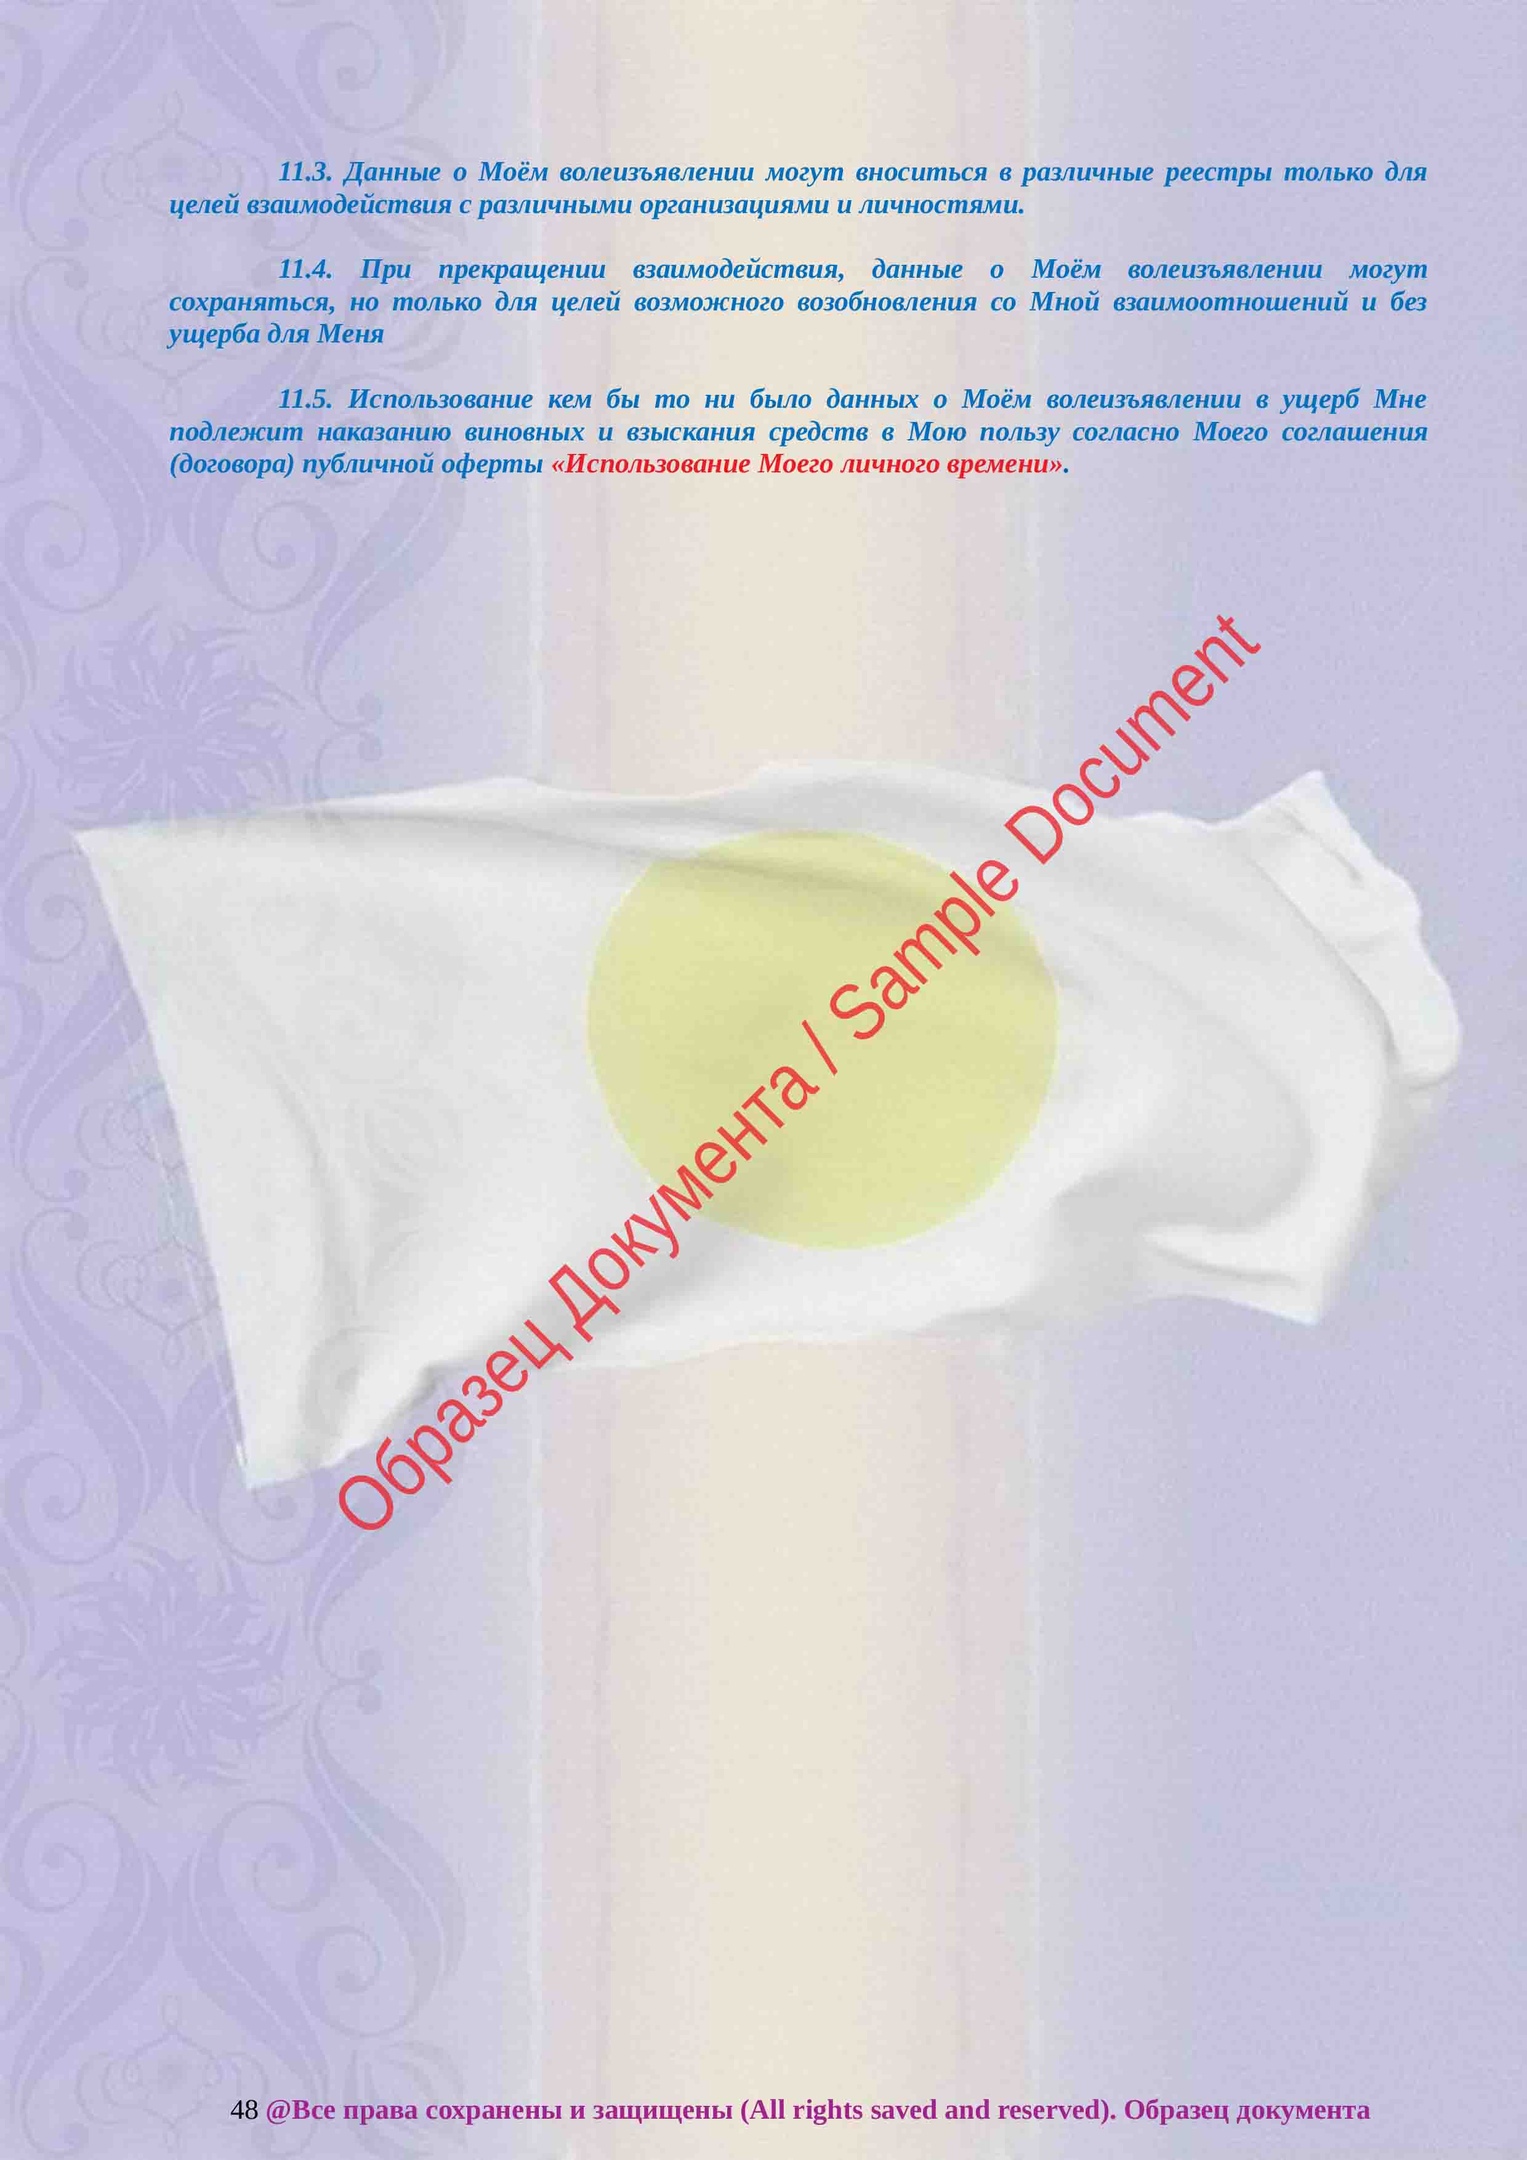 11.3. Данные о Моём волеизъявлении могут вноситься в различные реестры только для
целей взаимодействия с различными организациями и личностями.
11.4. При прекращении взаимодействия, данные о Моём волеизъявлении могут
сохраняться, но только для целей возможного возобновления со Мной взаимоотношений и без
ущерба для Меня
11.5. Использование кем бы то ни было данных о Моём волеизъявлении в ущерб Мне
подлежит наказанию виновных и взыскания средств в Мою пользу согласно Моего соглашения
(договора) публичной оферты «Использование Моего личного времени».
Образец Документа / Sample Document
48 @Все права сохранены и защищены (All rights saved and reserved). Образец документа